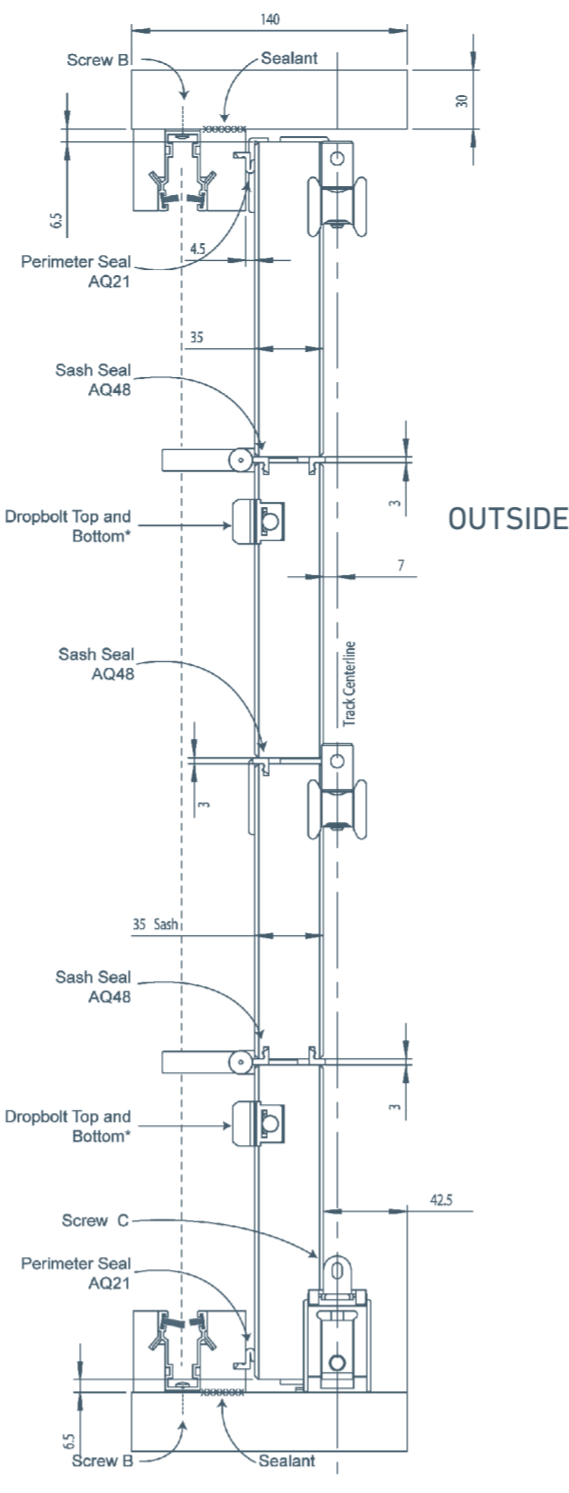 140
Screw B
Sealant
30
6.5
4.5
Perimeter Seal
AQ21
35
Sash Seal
AQ48
3
Dropbolt Top and
Bottom*
OUTSIDE
7
Sash Seal
AQ48
Track Centerline
3
35 Sash
Sash Seal
AQ48
3
Dropbolt Top and
Bottom*
42.5
Screw C
Perimeter Seal
AQ21
6.5
Screw B
Sealant